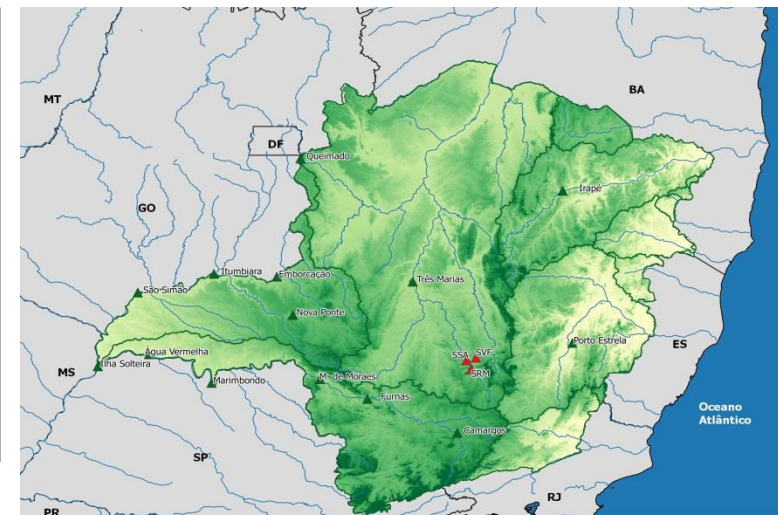 MT
BA
DF
Queimado
Irapé
GO
Itumbiara
Emborcação
São Simão
Três Marias
Nova Ponte
SSA
SVF
Porto Estrela
ES
Água Vermelha
Ilha Solteira
MS
SRM
M. de Moraes
Marimbondo
Furnas
Oceano
Atlântico
Camargos
SP
RJ
PR